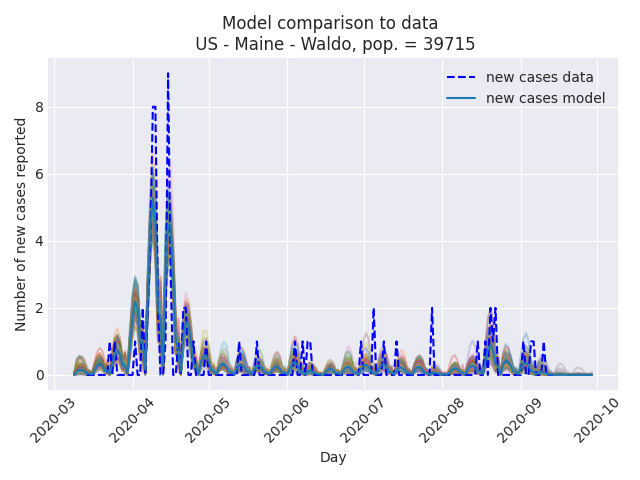 Model comparison to data
US - Maine - Waldo, pop. = 39715
new cases data
new cases model
Number of new cases reported
8
6
4
2
0
2020-03
2020-04
2020-05
2020-06
2020-07
2020-08
2020-09
2020-10
Day